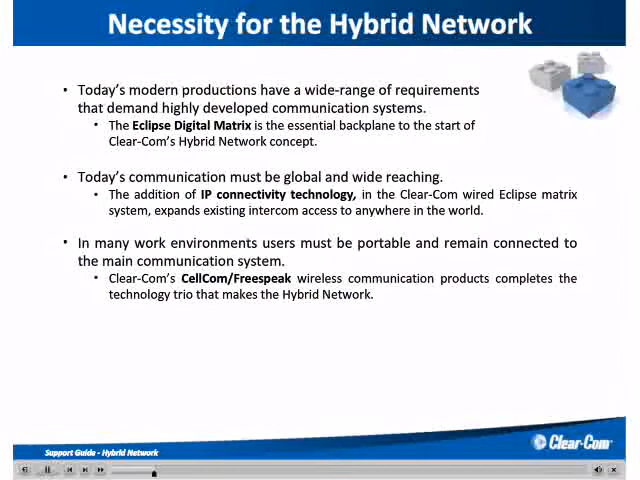 Necessity for the Hybrid Network
• Today's modern productions have a wide-range of requirements
that demand highly developed communication systems.
• The Eclipse Digital Matrix is the essential backplane to the start of
Clear-Com's Hybrid Network concept.
• Today's communication must be global and wide reaching.
• The addition of IP connectivity technology, in the Clear-Com wired Eclipse matrix
system, expands existing intercom access to anywhere in the world.
• In many work environments users must be portable and remain connected to
the main communication system.
• Clear-Com's CellCom/Freespeak wireless communication products completes the
technology trio that makes the Hybrid Network.
Clear-Com
Support Guide - Hybrid Network